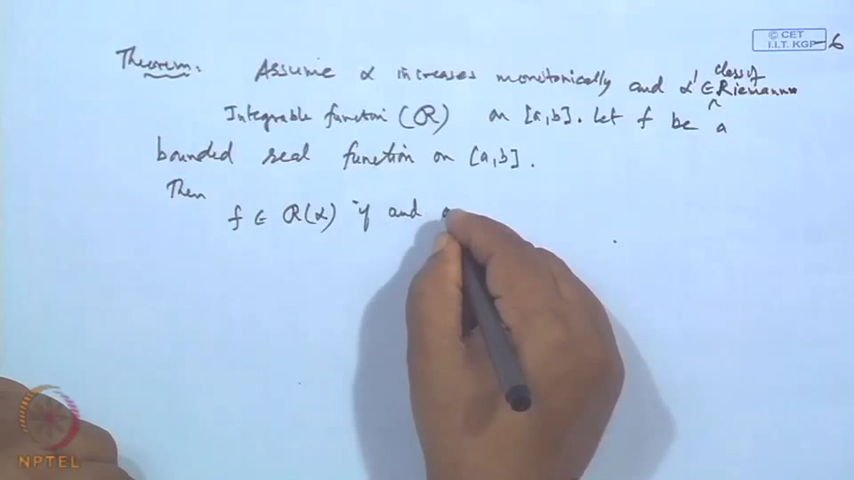 © CET
I.I.T. KGP
6
Theorem. Assume α increases monotonically and α' ∈ class of Riemann
Integrable function (R) on [a,b]. Let f be a
bounded real function on [a,b].
Then
f ∈ R(α) if and
NPTEL